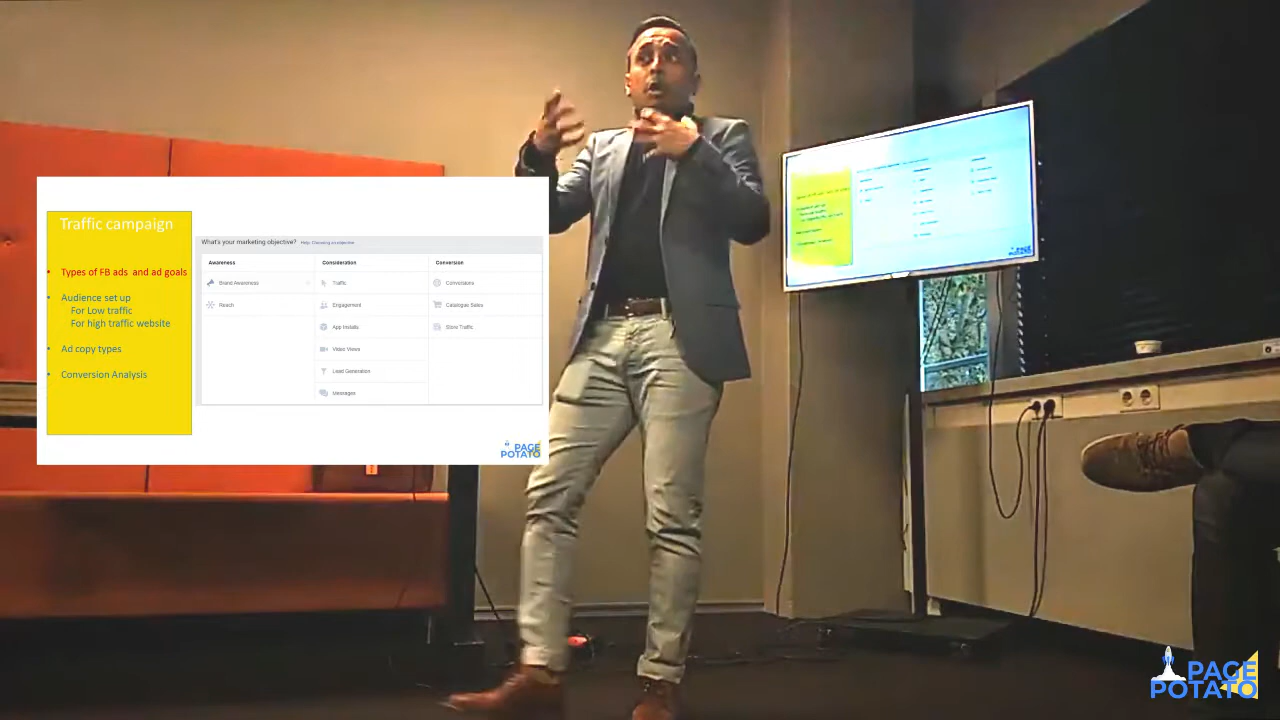 Traffic campaign
• Types of FB ads and ad goals
• Audience set up
For Low traffic
For high traffic website
• Ad copy types
• Conversion Analysis
What's your marketing objective? Help: Choosing an objective
Awareness
Consideration
Conversion
Brand Awareness
Traffic
Conversions
Reach
Engagement
Catalogue Sales
App Installs
Store Traffic
Video Views
Lead Generation
Messages
PAGE
POTATO
PAGE
POTATO